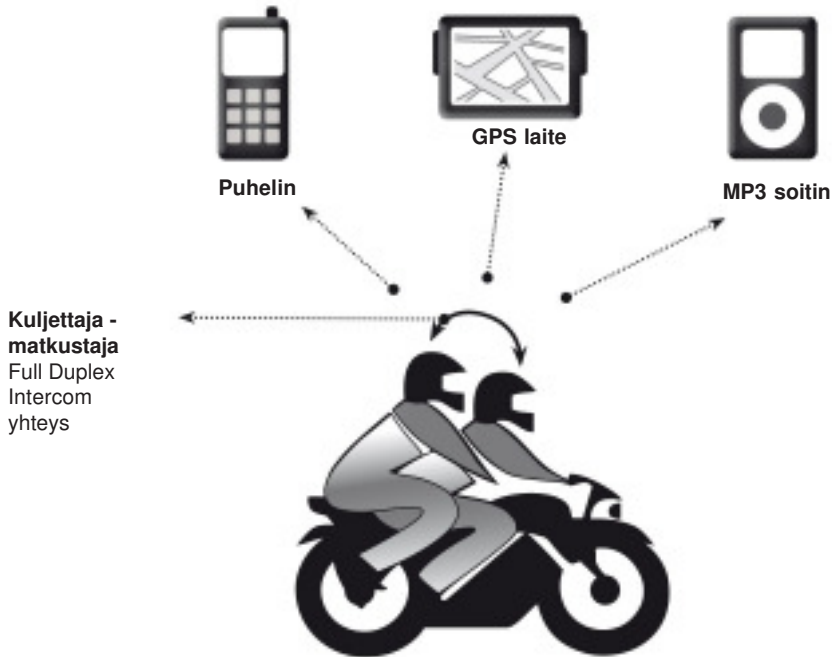 GPS laite
Puhelin
MP3 soitin
Kuljettaja -
matkustaja
Full Duplex
Intercom
yhteys